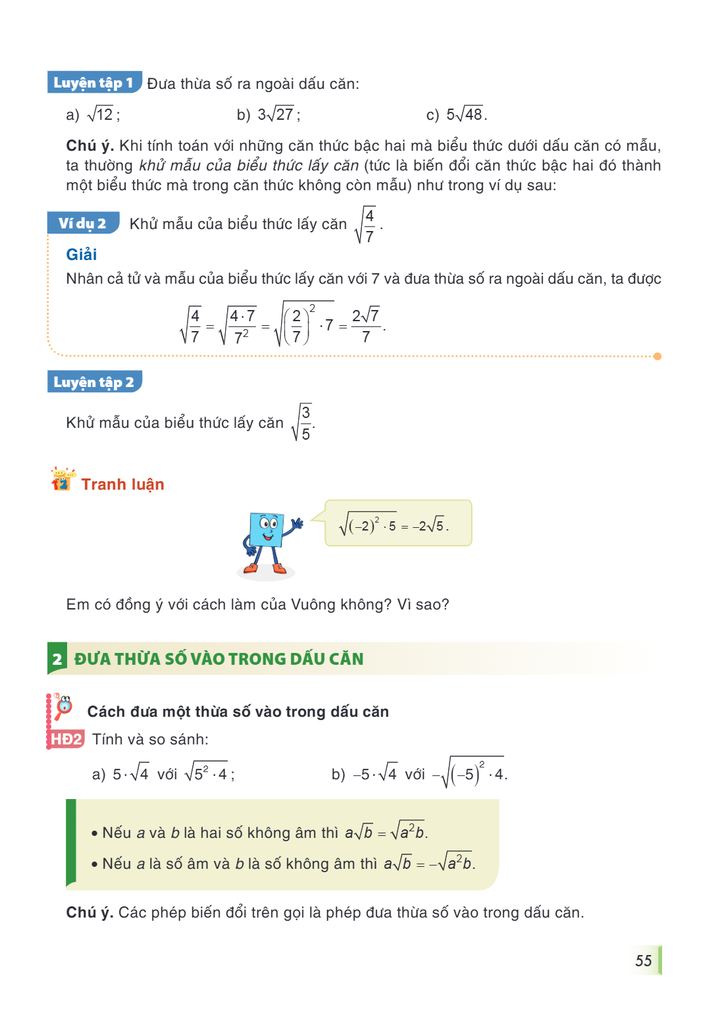 Luyện tập 1 Đưa thừa số ra ngoài dấu căn:
a) √12 ; b) 3√27 ; c) 5√48 .
Chú ý. Khi tính toán với những căn thức bậc hai mà biểu thức dưới dấu căn có mẫu,
ta thường khử mẫu của biểu thức lấy căn (tức là biến đổi căn thức bậc hai đó thành
một biểu thức mà trong căn thức không còn mẫu) như trong ví dụ sau:
Ví dụ 2 Khử mẫu của biểu thức lấy căn √(4/7) .
Giải
Nhân cả tử và mẫu của biểu thức lấy căn với 7 và đưa thừa số ra ngoài dấu căn, ta được
√(4/7) = √((4·7)/7²) = √((2/7)²·7) = (2√7)/7 .
Luyện tập 2
Khử mẫu của biểu thức lấy căn √(3/5).
Tranh luận
√((−2)²·5) = −2√5 .
Em có đồng ý với cách làm của Vuông không? Vì sao?
2 ĐƯA THỪA SỐ VÀO TRONG DẤU CĂN
Cách đưa một thừa số vào trong dấu căn
HĐ2 Tính và so sánh:
a) 5·√4 với √(5²·4) ; b) −5·√4 với −√((−5)²·4).
• Nếu a và b là hai số không âm thì a√b = √(a²b).
• Nếu a là số âm và b là số không âm thì a√b = −√(a²b).
Chú ý. Các phép biến đổi trên gọi là phép đưa thừa số vào trong dấu căn.
55